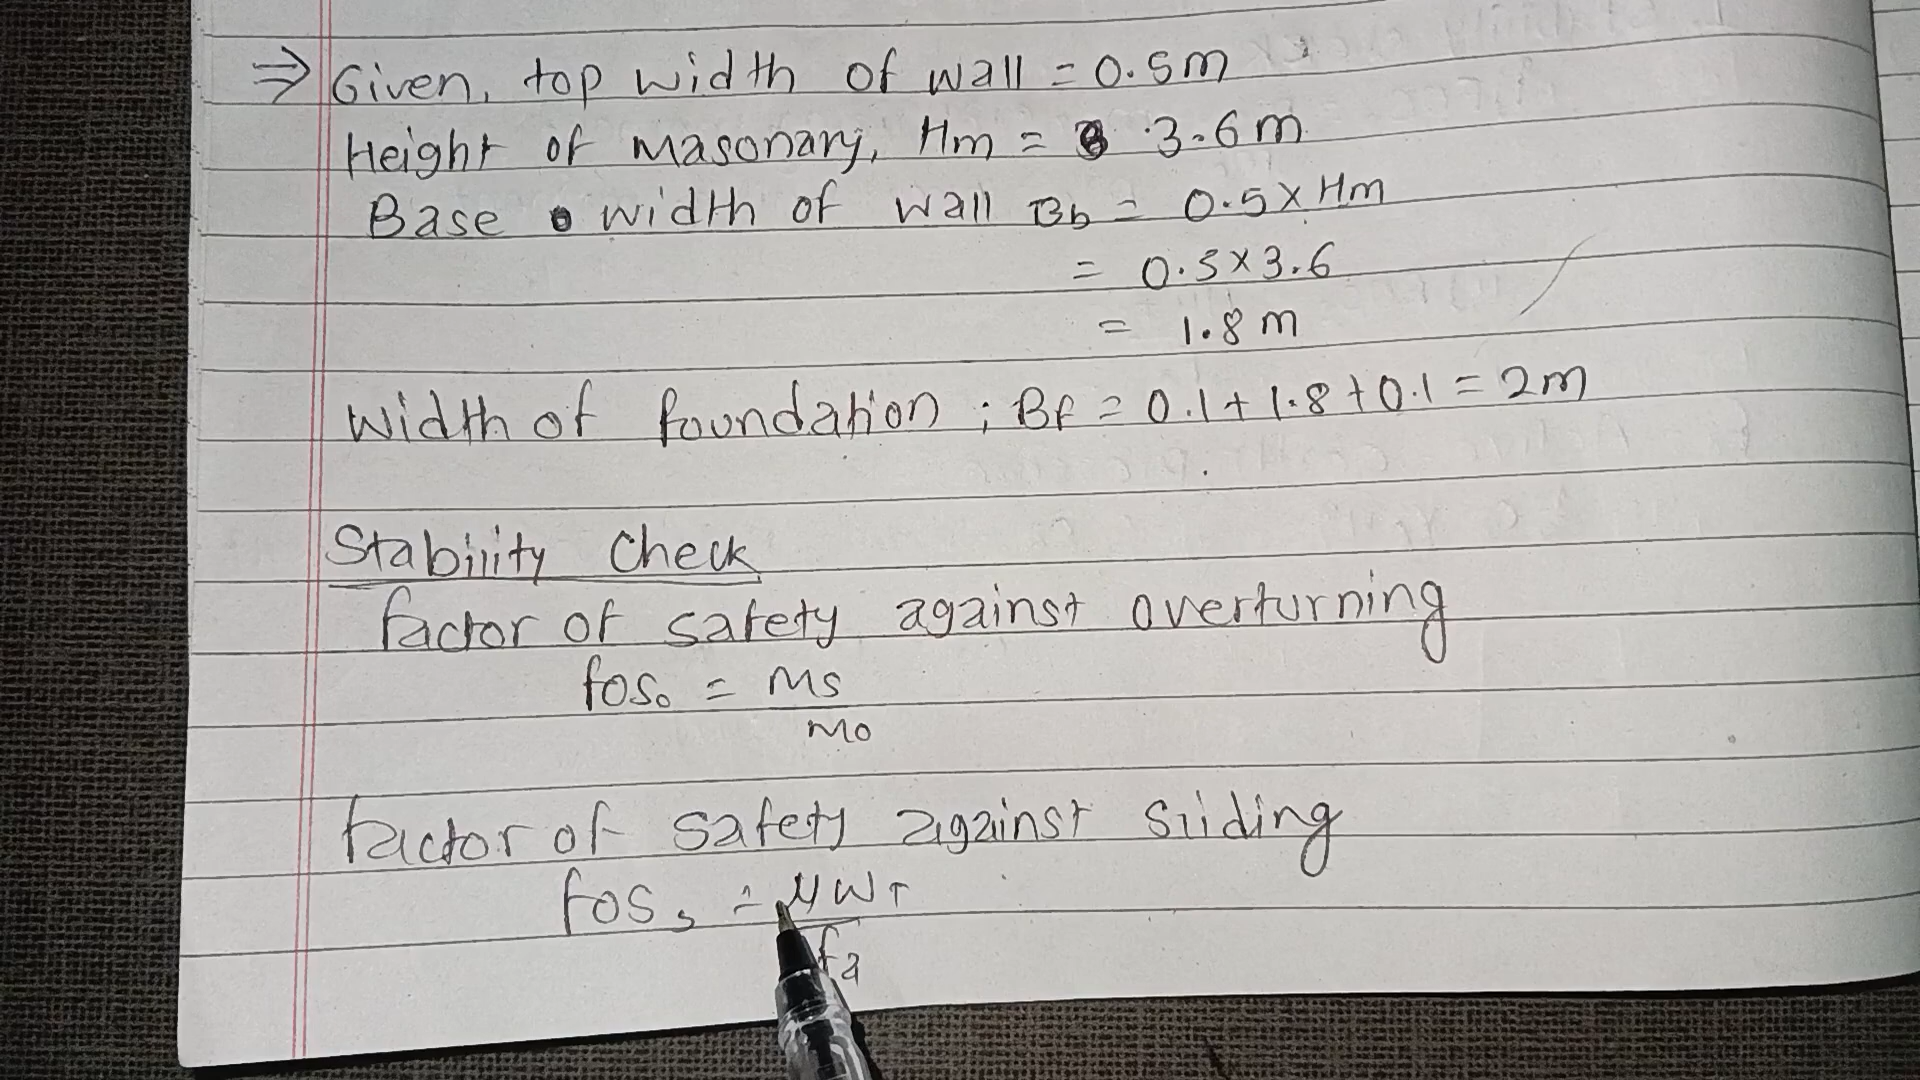 ⇒ Given, top width of wall = 0.5m
Height of masonary, Hm = 3.6m
Base width of wall Bb = 0.5 x Hm
= 0.5 x 3.6
= 1.8 m
Width of foundation ; Bf = 0.1 + 1.8 + 0.1 = 2m
Stability Check
factor of safety against overturning
fos₀ = Ms
Mo
factor of safety against sliding
fos s = μWT
fa